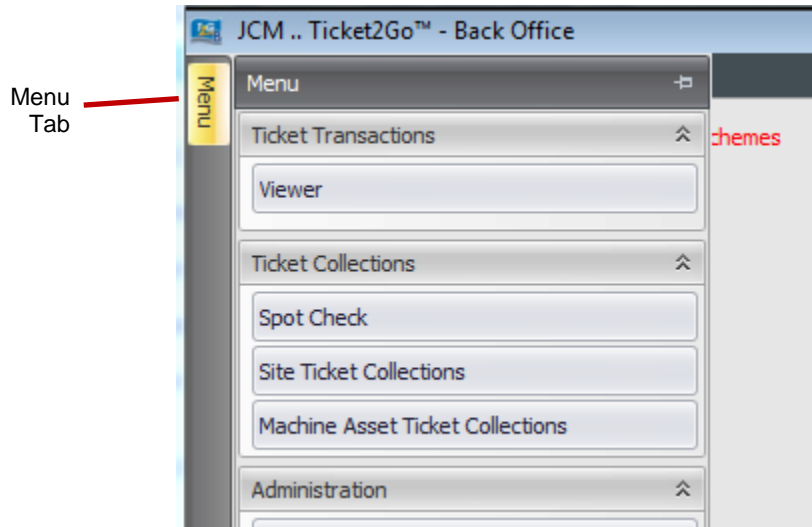 JCM .. Ticket2Go™ - Back Office
Menu
Tab
Menu
Menu
Ticket Transactions
Viewer
Ticket Collections
Spot Check
Site Ticket Collections
Machine Asset Ticket Collections
Administration